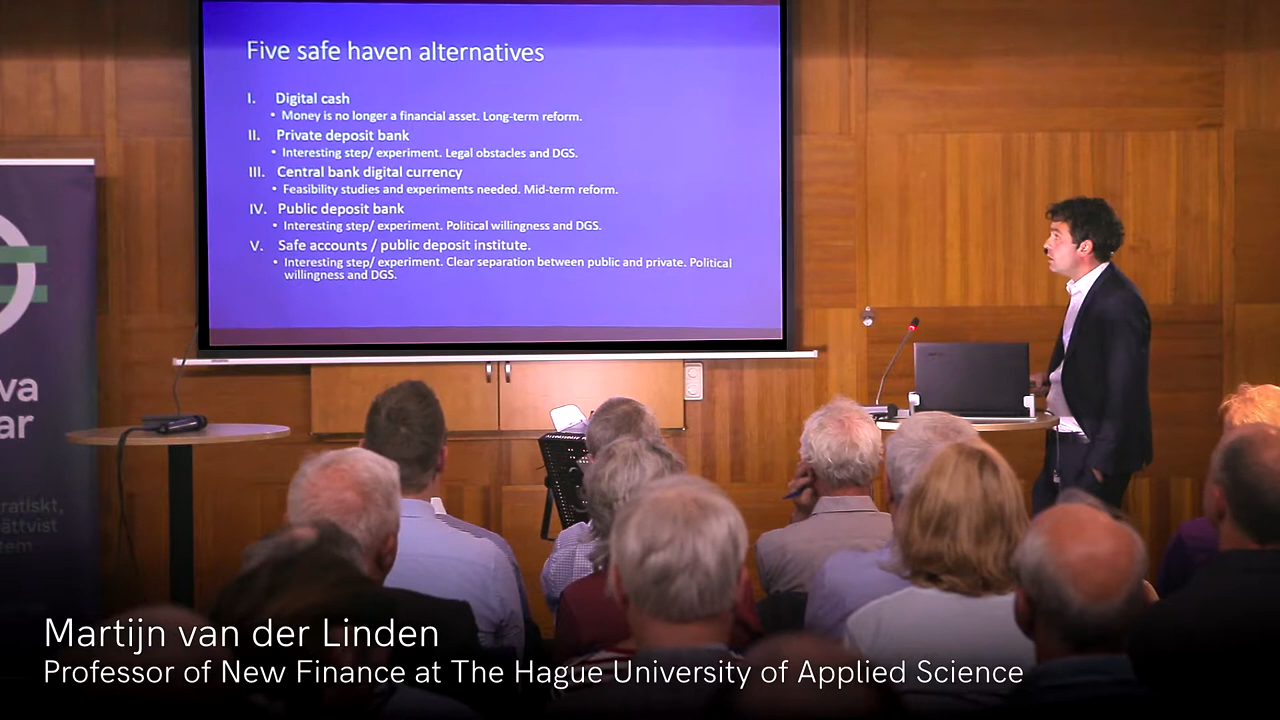 Five safe haven alternatives
I. Digital cash
• Money is no longer a financial asset. Long-term reform.
II. Private deposit bank
• Interesting step/ experiment. Legal obstacles and DGS.
III. Central bank digital currency
• Feasibility studies and experiments needed. Mid-term reform.
IV. Public deposit bank
• Interesting step/ experiment. Political willingness and DGS.
V. Safe accounts / public deposit institute.
• Interesting step/ experiment. Clear separation between public and private. Political
willingness and DGS.
va
ar
ratiskt,
ättvist
tem
Martijn van der Linden
Professor of New Finance at The Hague University of Applied Science